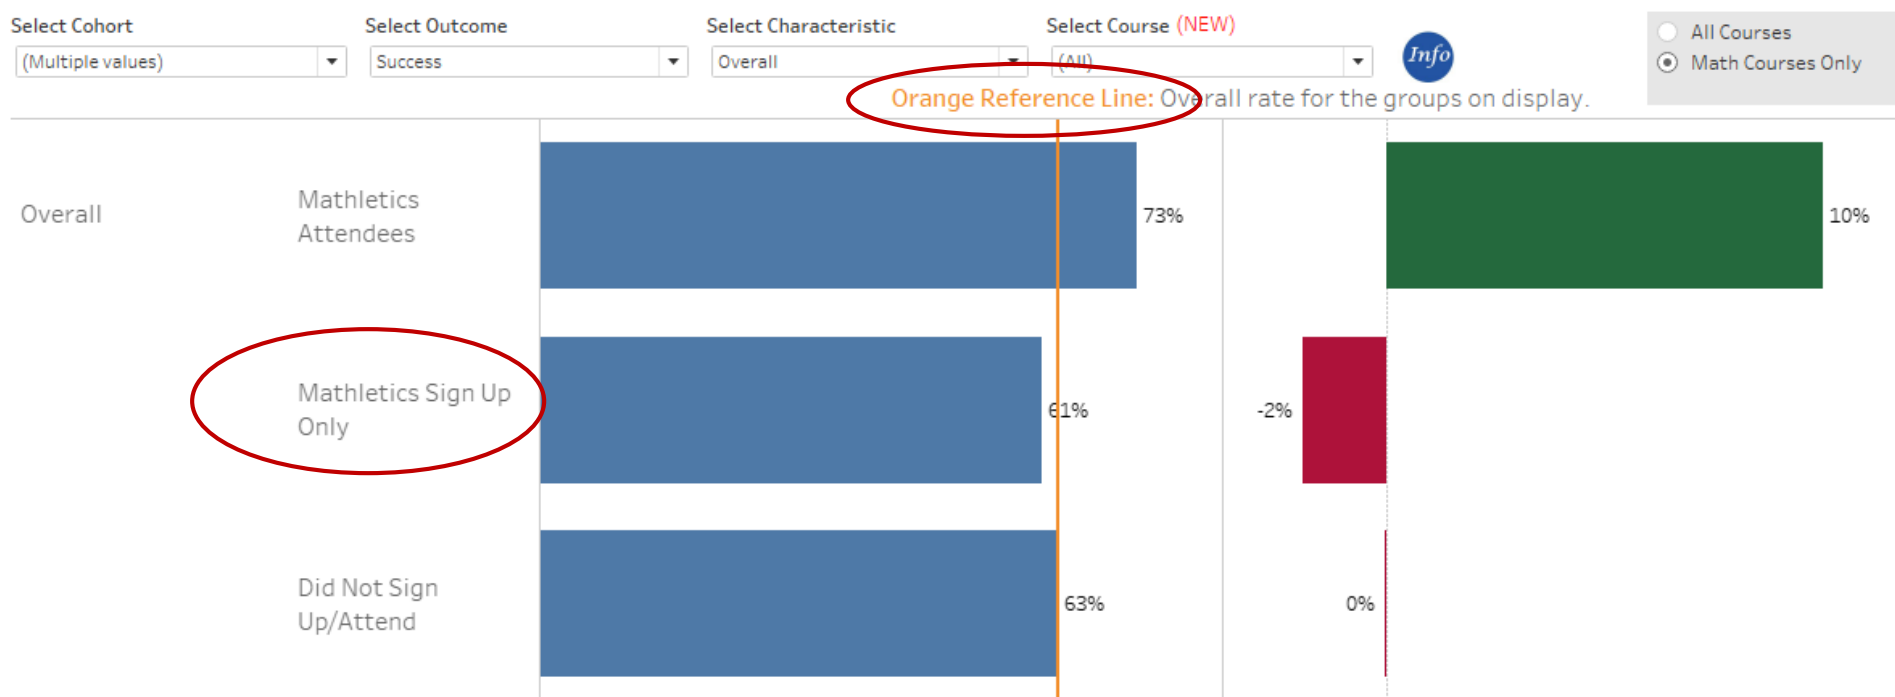 Select Cohort
Select Outcome
Select Characteristic
Select Course (NEW)
(Multiple values)
Success
Overall
(All)
Info
All Courses
Math Courses Only
Orange Reference Line: Overall rate for the groups on display.
Overall
Mathletics
Attendees
73%
10%
Mathletics Sign Up
Only
61%
-2%
Did Not Sign
Up/Attend
63%
0%